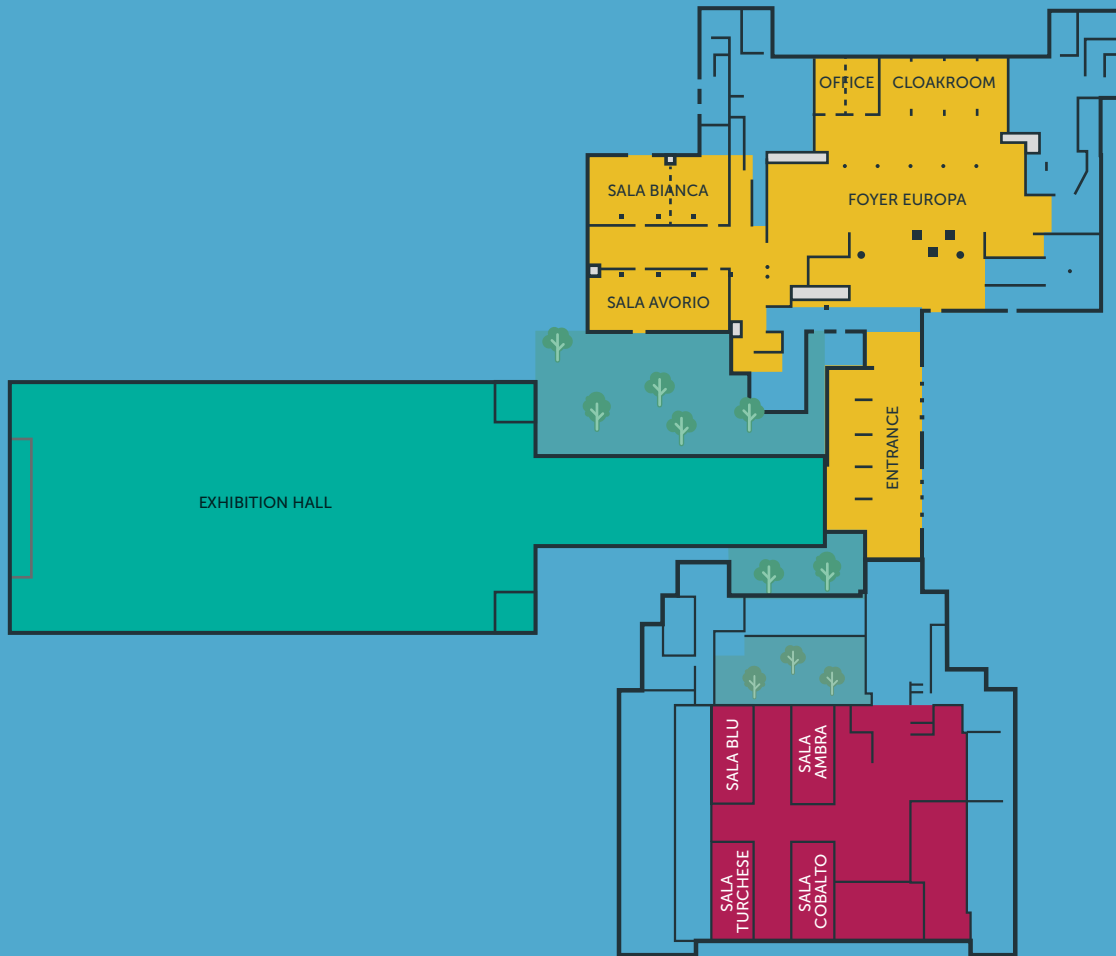 OFFICE
CLOAKROOM
SALA BIANCA
FOYER EUROPA
SALA AVORIO
ENTRANCE
EXHIBITION HALL
SALA BLU
SALA
AMBRA
SALA
TURCHESE
SALA
COBALTO